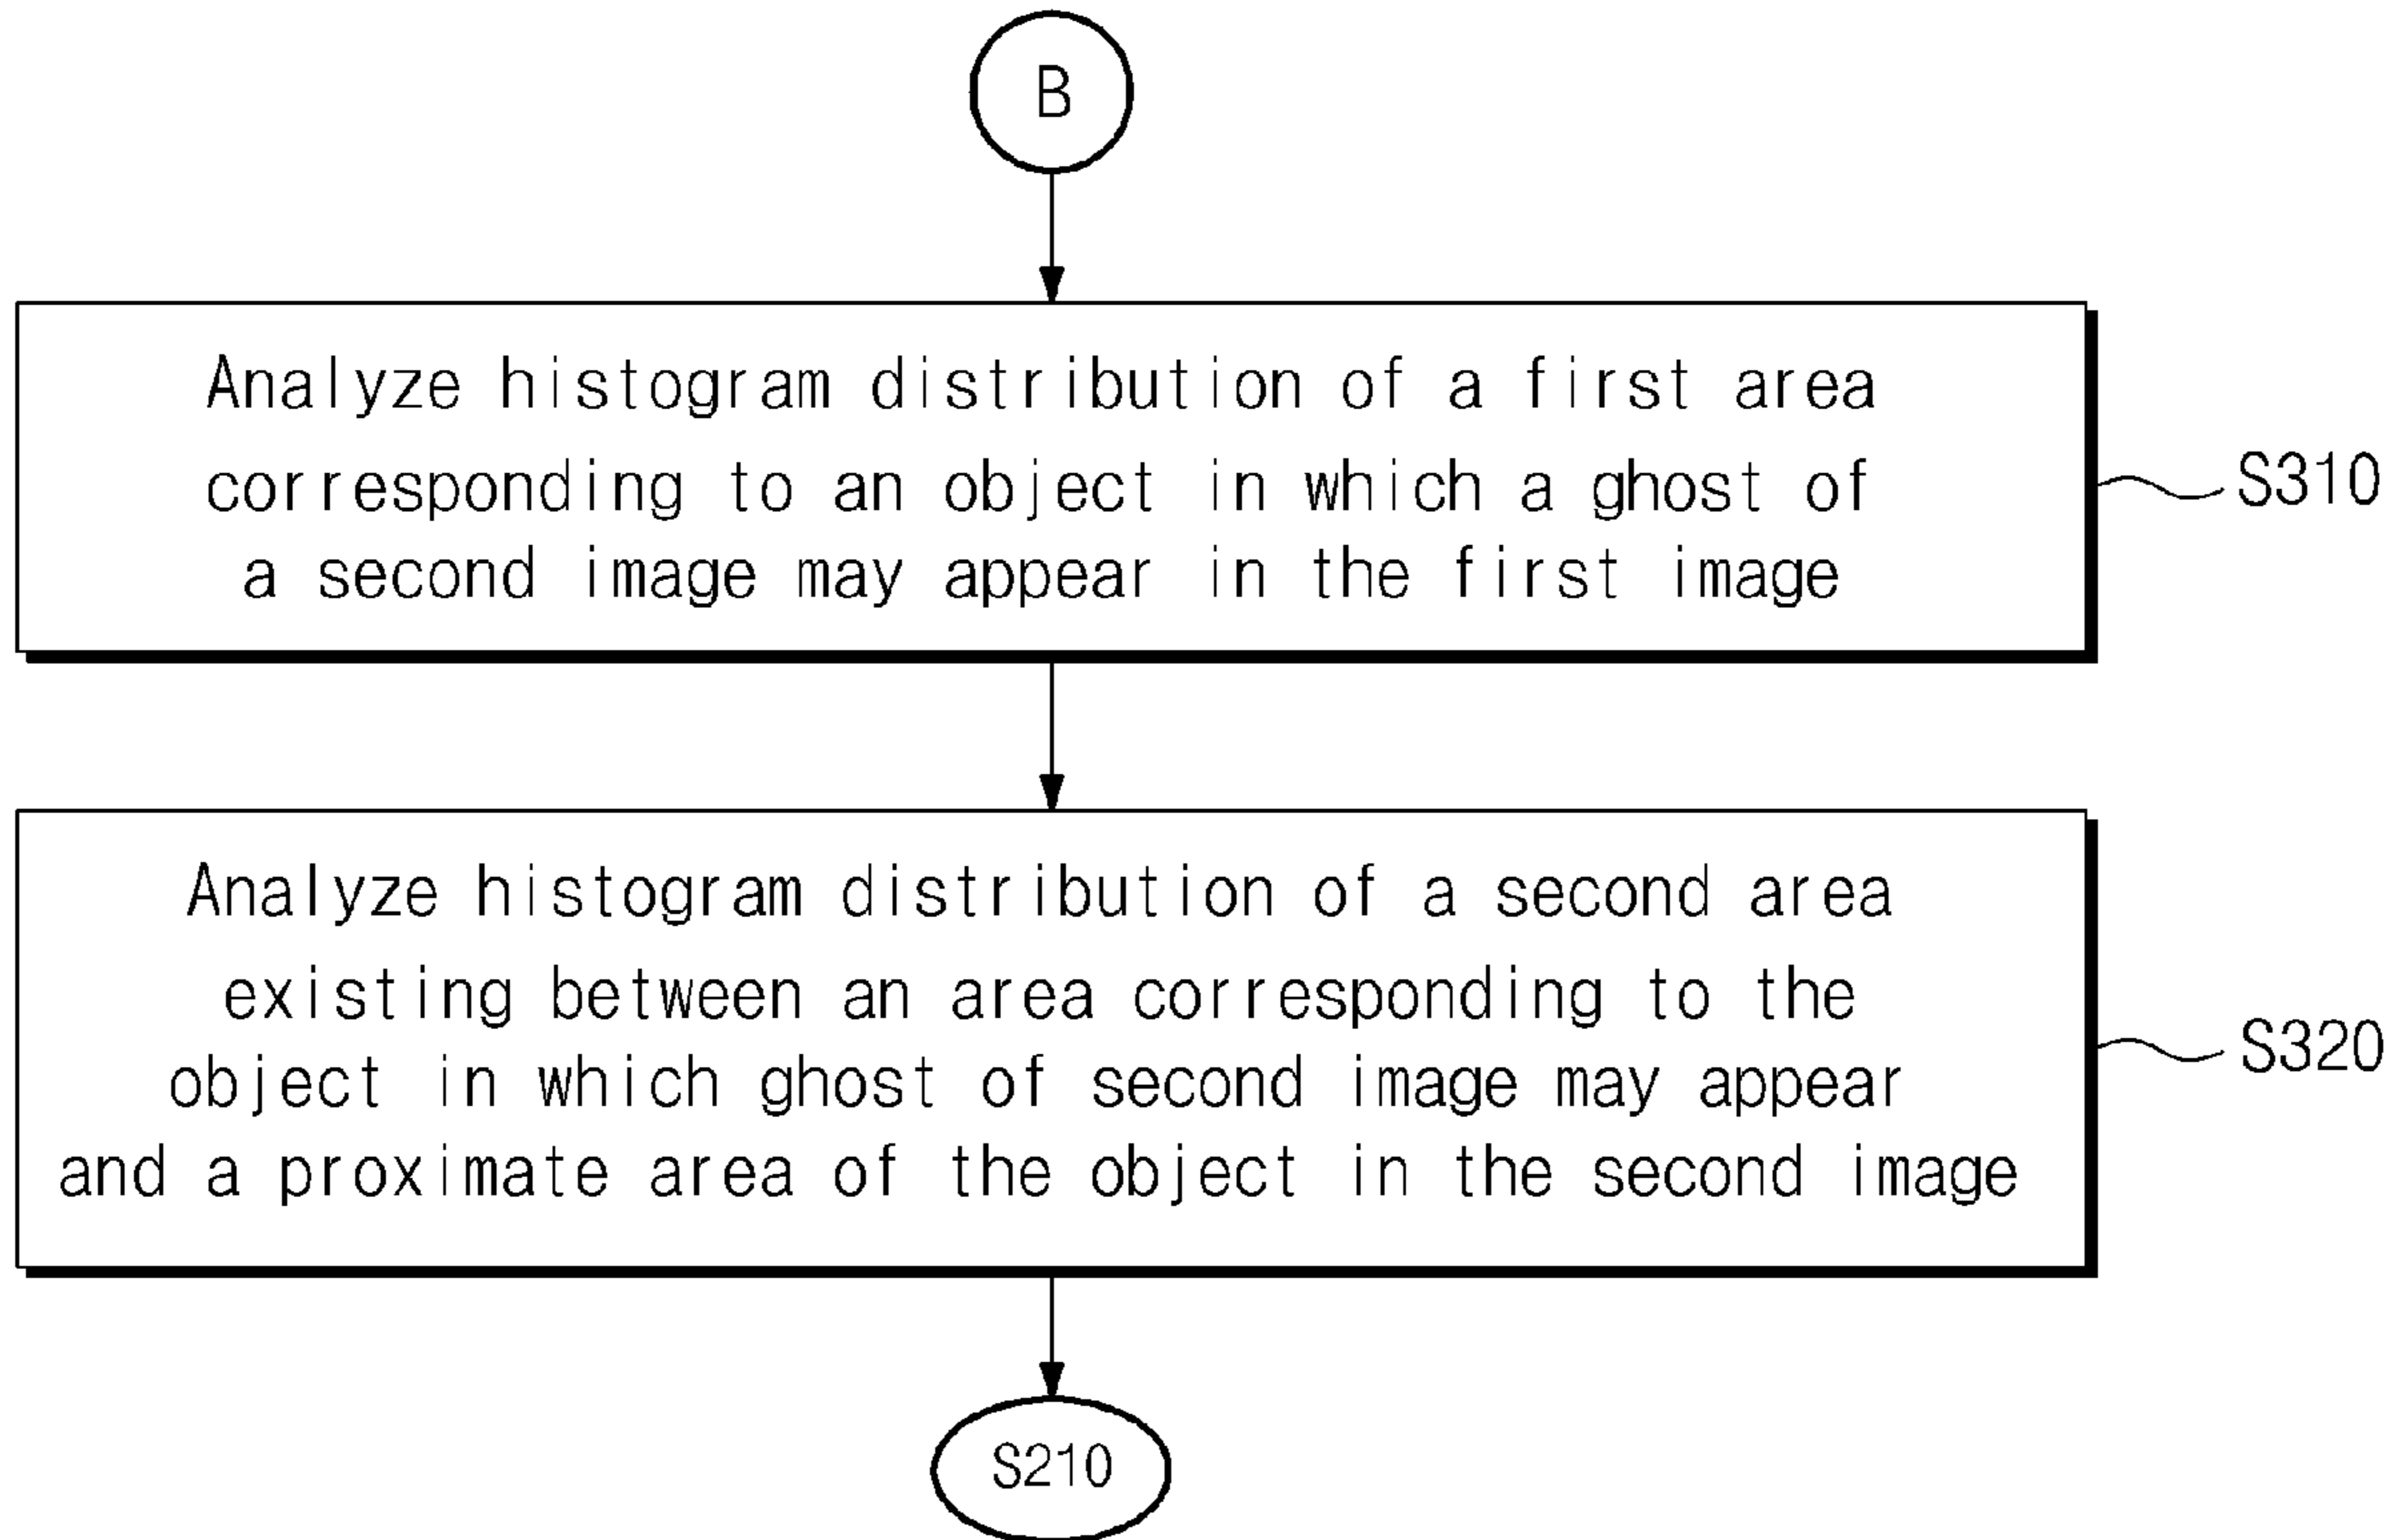 B
Analyze histogram distribution of a first area
corresponding to an object in which a ghost of
a second image may appear in the first image
S310
Analyze histogram distribution of a second area
existing between an area corresponding to the
object in which ghost of second image may appear
and a proximate area of the object in the second image
S320
S210